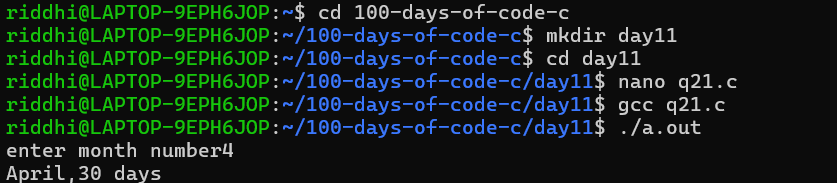 riddhi@LAPTOP-9EPH6JOP:~$ cd 100-days-of-code-c
riddhi@LAPTOP-9EPH6JOP:~/100-days-of-code-c$ mkdir day11
riddhi@LAPTOP-9EPH6JOP:~/100-days-of-code-c$ cd day11
riddhi@LAPTOP-9EPH6JOP:~/100-days-of-code-c/day11$ nano q21.c
riddhi@LAPTOP-9EPH6JOP:~/100-days-of-code-c/day11$ gcc q21.c
riddhi@LAPTOP-9EPH6JOP:~/100-days-of-code-c/day11$ ./a.out
enter month number4
April,30 days